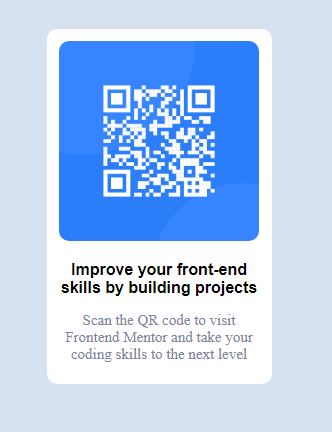 Improve your front-end
skills by building projects
Scan the QR code to visit
Frontend Mentor and take your
coding skills to the next level